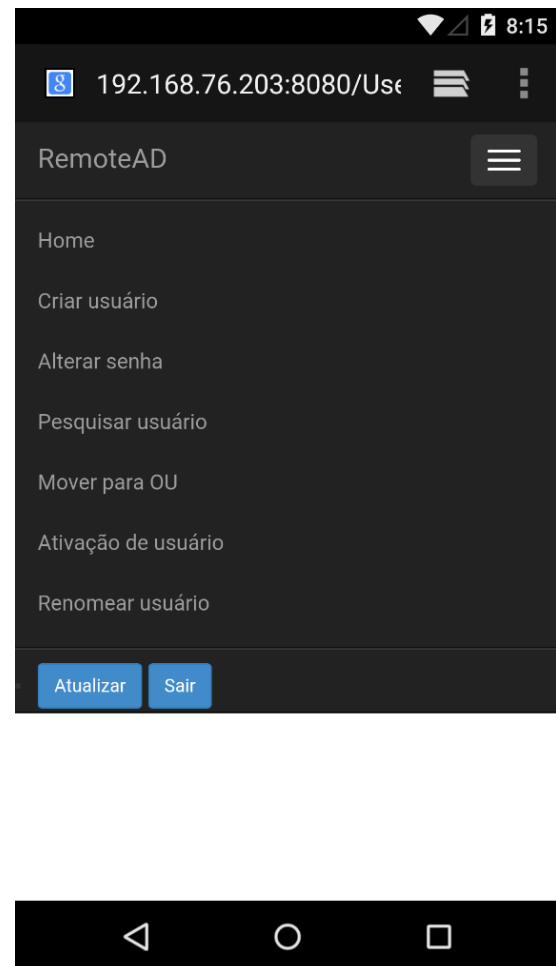 8:15
8 192.168.76.203:8080/Use
RemoteAD
Home
Criar usuário
Alterar senha
Pesquisar usuário
Mover para OU
Ativação de usuário
Renomear usuário
Atualizar Sair